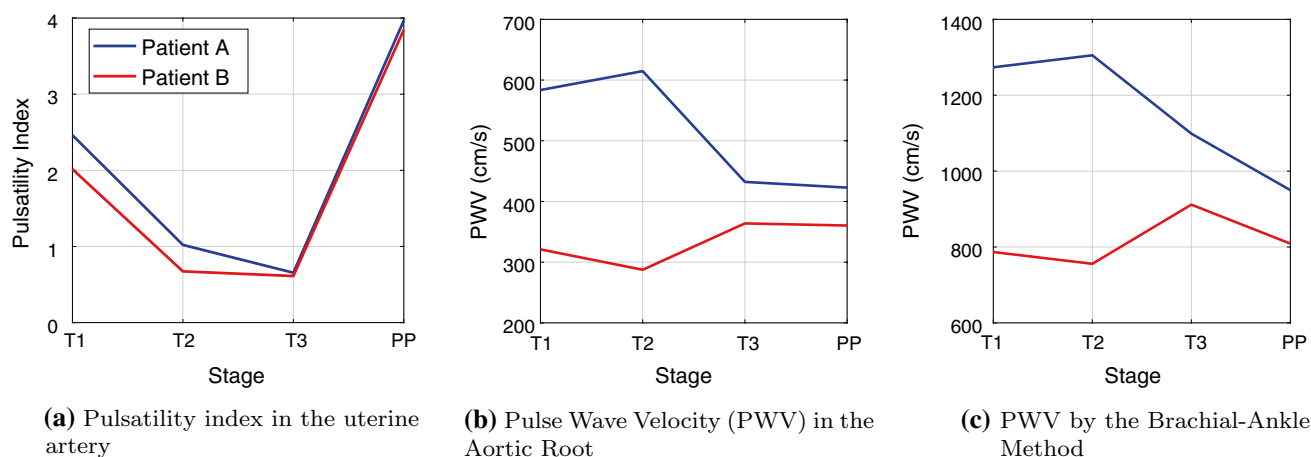 4
3
2
1
0
Pulsatility Index
Patient A
Patient B
T1 T2 T3 PP
Stage
(a) Pulsatility index in the uterine
artery
700
600
500
400
300
200
PWV (cm/s)
T1 T2 T3 PP
Stage
(b) Pulse Wave Velocity (PWV) in the
Aortic Root
1400
1200
1000
800
600
PWV (cm/s)
T1 T2 T3 PP
Stage
(c) PWV by the Brachial-Ankle
Method